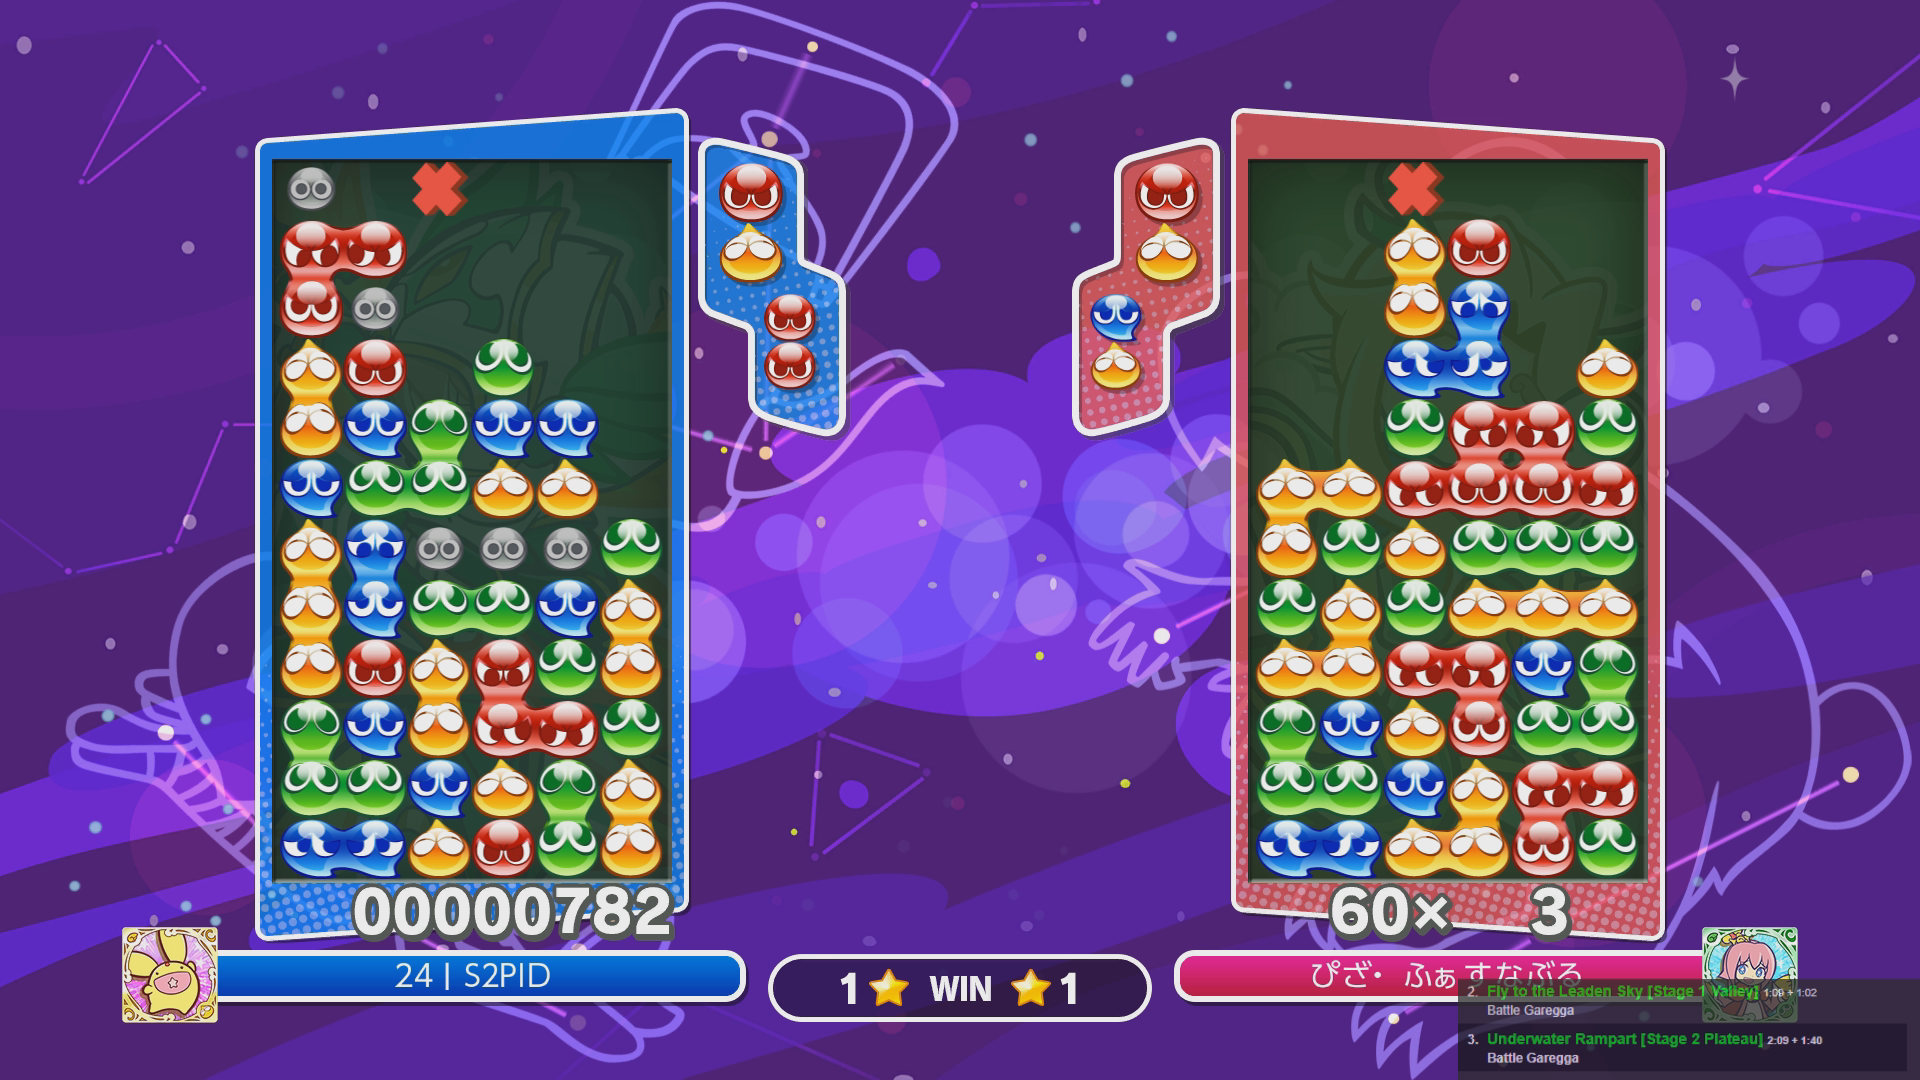 00000782
60× 3
24 | S2PID
1 WIN 1
ぴざ・ ふぁすなぶる
2. Fly to the Leaden Sky [Stage 1 Valley] 1:09 + 1:02
Battle Garegga
3. Underwater Rampart [Stage 2 Plateau] 2:09 + 1:40
Battle Garegga